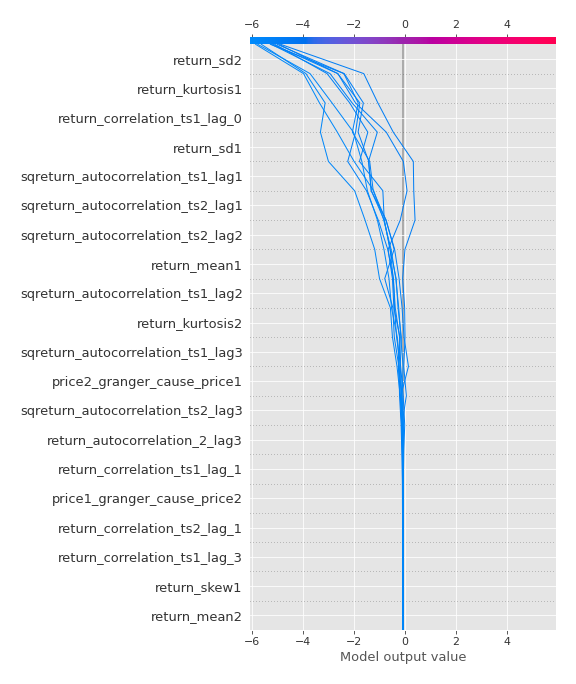 −6 −4 −2 0 2 4
return_sd2
return_kurtosis1
return_correlation_ts1_lag_0
return_sd1
sqreturn_autocorrelation_ts1_lag1
sqreturn_autocorrelation_ts2_lag1
sqreturn_autocorrelation_ts2_lag2
return_mean1
sqreturn_autocorrelation_ts1_lag2
return_kurtosis2
sqreturn_autocorrelation_ts1_lag3
price2_granger_cause_price1
sqreturn_autocorrelation_ts2_lag3
return_autocorrelation_2_lag3
return_correlation_ts1_lag_1
price1_granger_cause_price2
return_correlation_ts2_lag_1
return_correlation_ts1_lag_3
return_skew1
return_mean2
−6 −4 −2 0 2 4
Model output value